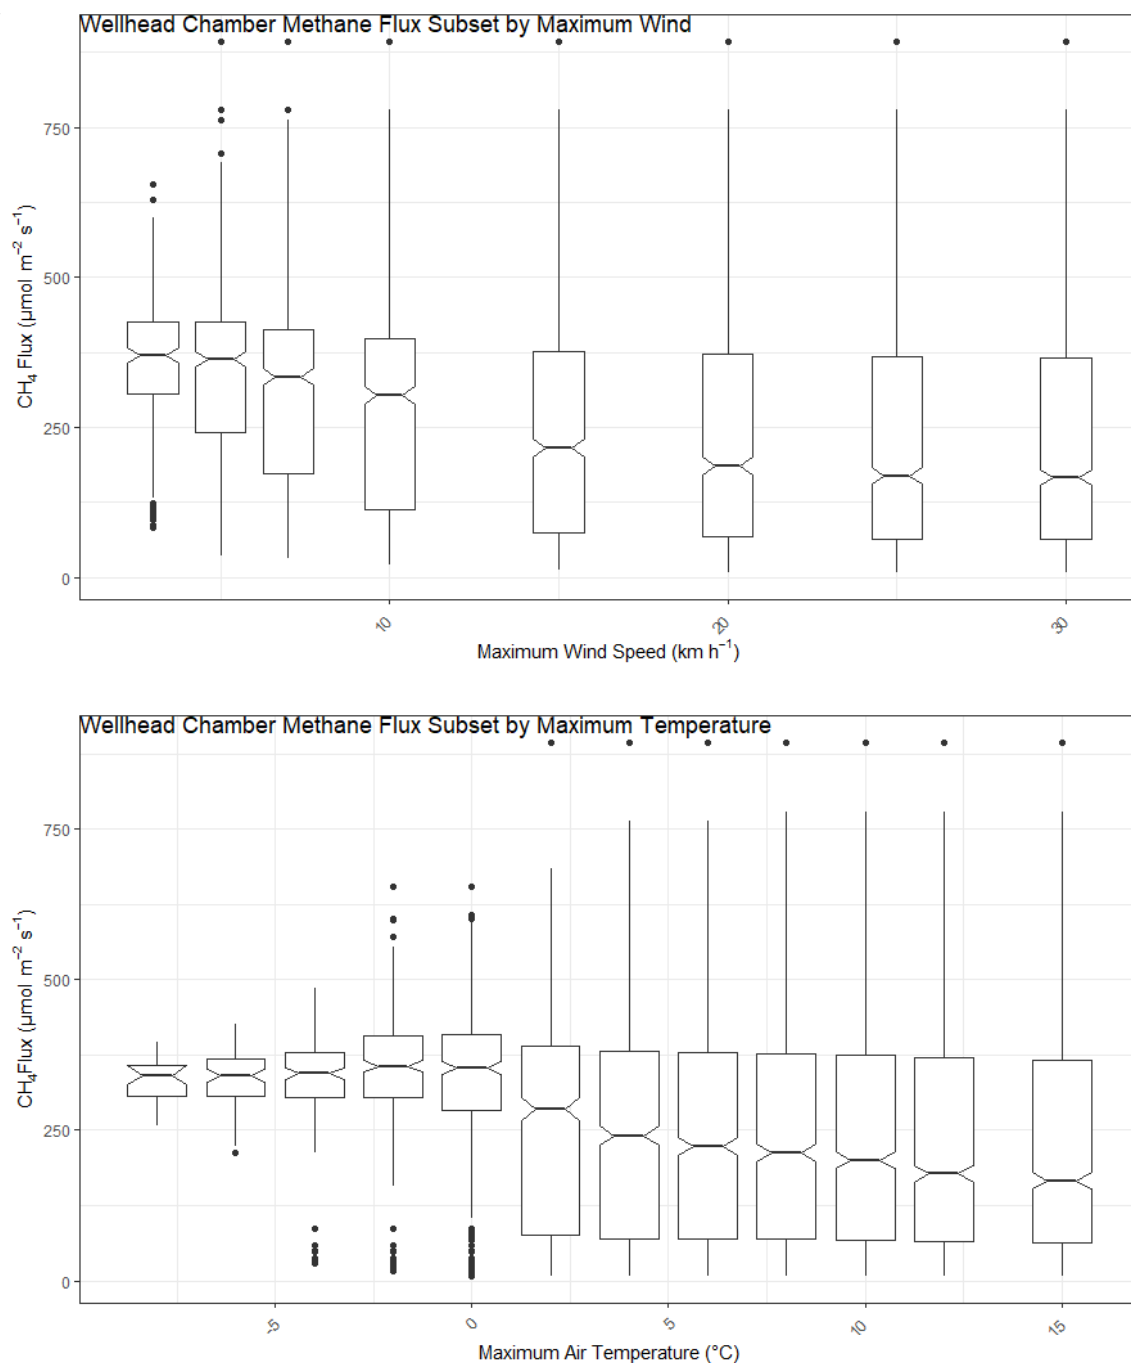 Wellhead Chamber Methane Flux Subset by Maximum Wind
CH₄ Flux (µmol m⁻² s⁻¹)
750
500
250
0
10
20
30
Maximum Wind Speed (km h⁻¹)
Wellhead Chamber Methane Flux Subset by Maximum Temperature
CH₄Flux (µmol m⁻² s⁻¹)
750
500
250
0
-5
0
5
10
15
Maximum Air Temperature (°C)